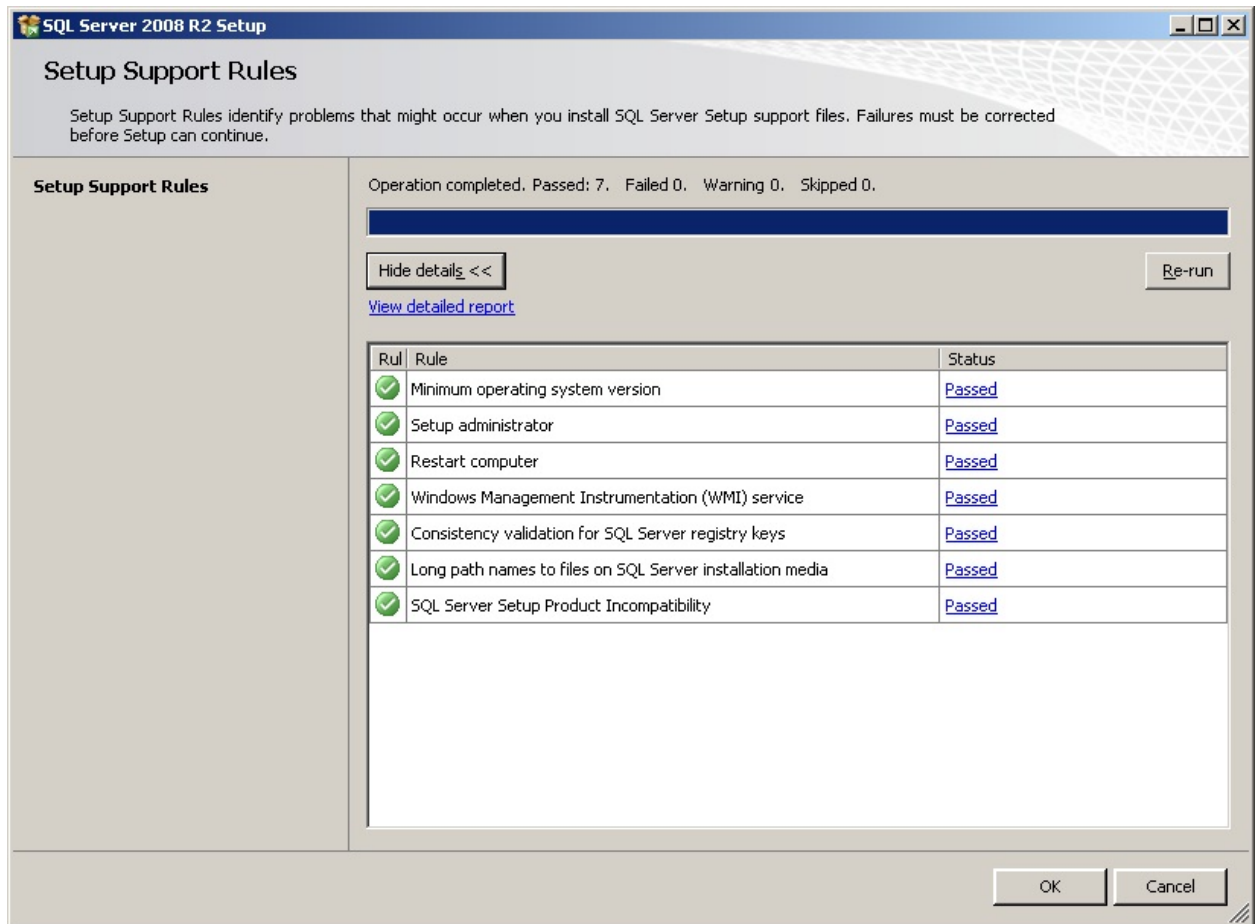 SQL Server 2008 R2 Setup
Setup Support Rules
Setup Support Rules identify problems that might occur when you install SQL Server Setup support files. Failures must be corrected
before Setup can continue.
Setup Support Rules
Operation completed. Passed: 7. Failed 0. Warning 0. Skipped 0.
Hide details <<
Re-run
View detailed report
Rul Rule Status
Minimum operating system version Passed
Setup administrator Passed
Restart computer Passed
Windows Management Instrumentation (WMI) service Passed
Consistency validation for SQL Server registry keys Passed
Long path names to files on SQL Server installation media Passed
SQL Server Setup Product Incompatibility Passed
OK Cancel